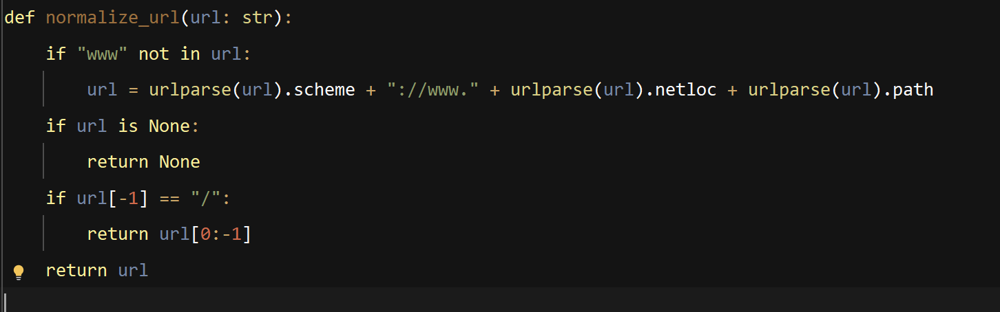 def normalize_url(url: str):
    if "www" not in url:
        url = urlparse(url).scheme + "://www." + urlparse(url).netloc + urlparse(url).path
    if url is None:
        return None
    if url[-1] == "/":
        return url[0:-1]
    return url